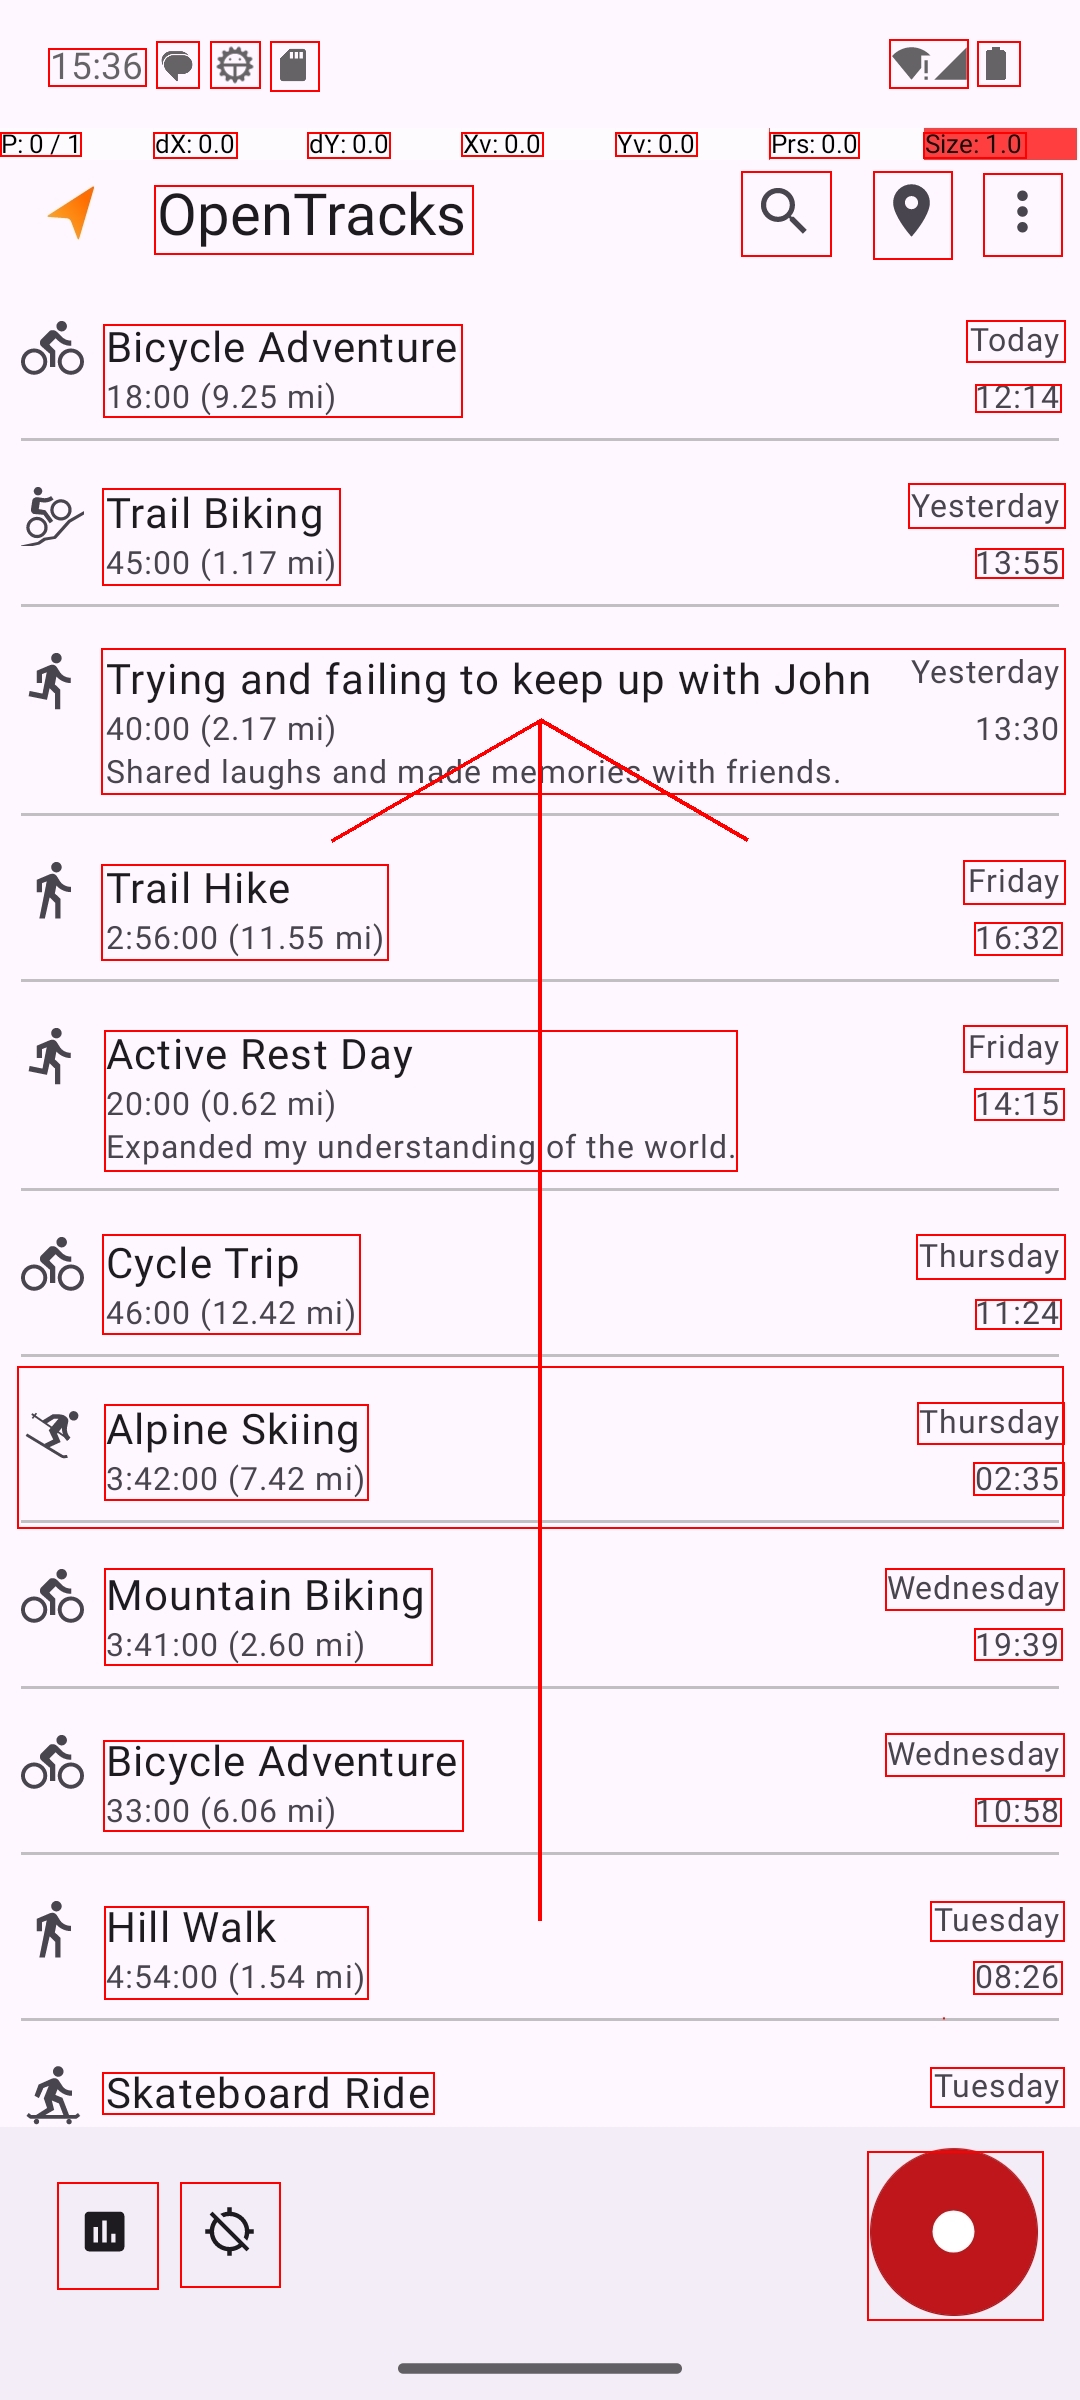 15:36
P: 0 / 1 dX: 0.0 dY: 0.0 Xv: 0.0 Yv: 0.0 Prs: 0.0 Size: 1.0
OpenTracks
Bicycle Adventure Today
18:00 (9.25 mi) 12:14
Trail Biking Yesterday
45:00 (1.17 mi) 13:55
Trying and failing to keep up with John Yesterday
40:00 (2.17 mi) 13:30
Shared laughs and made memories with friends.
Trail Hike Friday
2:56:00 (11.55 mi) 16:32
Active Rest Day Friday
20:00 (0.62 mi) 14:15
Expanded my understanding of the world.
Cycle Trip Thursday
46:00 (12.42 mi) 11:24
Alpine Skiing Thursday
3:42:00 (7.42 mi) 02:35
Mountain Biking Wednesday
3:41:00 (2.60 mi) 19:39
Bicycle Adventure Wednesday
33:00 (6.06 mi) 10:58
Hill Walk Tuesday
4:54:00 (1.54 mi) 08:26
Skateboard Ride Tuesday